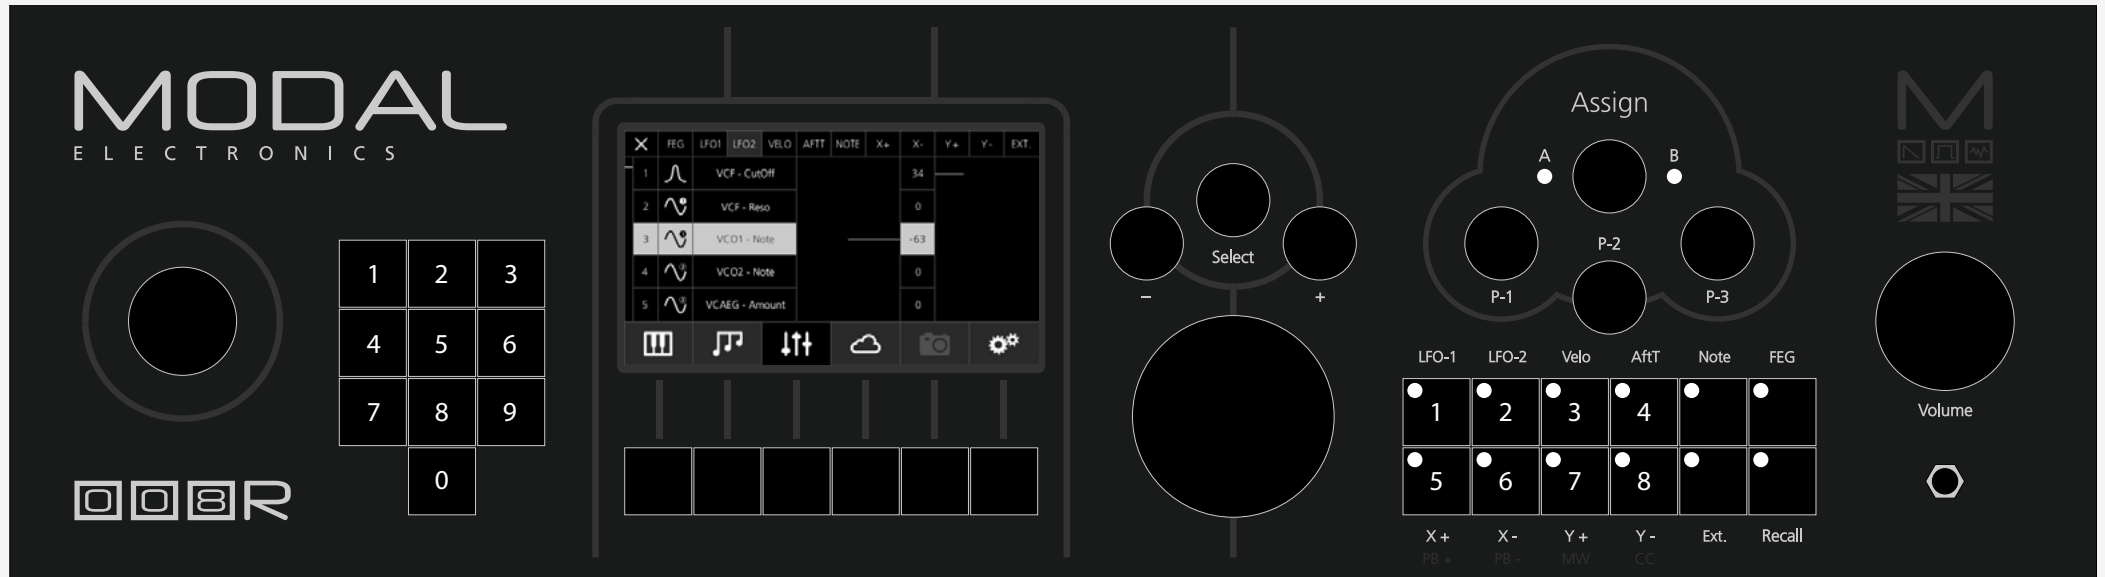 MODAL
ELECTRONICS
008R
1 2 3
4 5 6
7 8 9
0
FEG LFO1 LFO2 VELO AFTT NOTE X+ X- Y+ Y- EXT.
1 VCF - CutOff 34
2 VCF - Reso 0
3 VCO1 - Note -63
4 VCO2 - Note 0
5 VCAEG - Amount 0
Select
− +
Assign
A B
P-2
P-1 P-3
LFO-1 LFO-2 Velo AftT Note FEG
1 2 3 4
5 6 7 8
X + X - Y + Y - Ext. Recall
PB + PB - MW CC
M
Volume